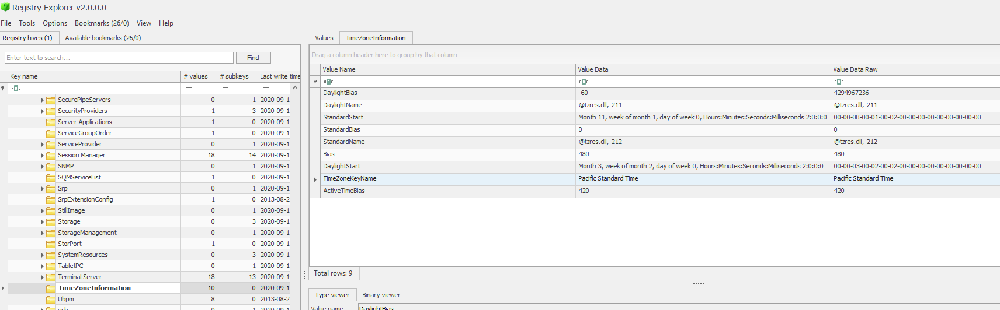 Registry Explorer v2.0.0.0
File Tools Options Bookmarks (26/0) View Help
Registry hives (1) Available bookmarks (26/0)
Enter text to search... Find
Key name # values # subkeys Last write time
= = =
SecurePipeServers 0 1 2020-09-1
SecurityProviders 1 3 2020-09-1
Server Applications 1 0 2020-09-1
ServiceGroupOrder 1 0 2020-09-1
ServiceProvider 0 1 2020-09-1
Session Manager 18 14 2020-09-1
SNMP 0 1 2020-09-1
SQMServiceList 1 0 2020-09-1
Srp 0 1 2020-09-1
SrpExtensionConfig 1 0 2013-08-2
StillImage 0 1 2020-09-1
Storage 0 3 2020-09-1
StorageManagement 0 1 2020-09-1
StorPort 1 0 2020-09-1
SystemResources 0 3 2020-09-1
TabletPC 0 1 2020-09-1
Terminal Server 18 13 2020-09-19
TimeZoneInformation 10 0 2020-09-1
Ubpm 8 0 2020-09-1
usb 0 1 2020-09-1
Values TimeZoneInformation
Drag a column header here to group by that column
Value Name Value Data Value Data Raw
DaylightBias -60 4294967236
DaylightName @tzres.dll,-211 @tzres.dll,-211
StandardStart Month 11, week of month 1, day of week 0, Hours:Minutes:Seconds:Milliseconds 2:0:0:0 00-00-0B-00-01-00-02-00-00-00-00-00-00-00-00-00
StandardBias 0 0
StandardName @tzres.dll,-212 @tzres.dll,-212
Bias 480 480
DaylightStart Month 3, week of month 2, day of week 0, Hours:Minutes:Seconds:Milliseconds 2:0:0:0 00-00-03-00-02-00-02-00-00-00-00-00-00-00-00-00
TimeZoneKeyName Pacific Standard Time Pacific Standard Time
ActiveTimeBias 420 420
Total rows: 9
Type viewer Binary viewer
Value name DaylightBias